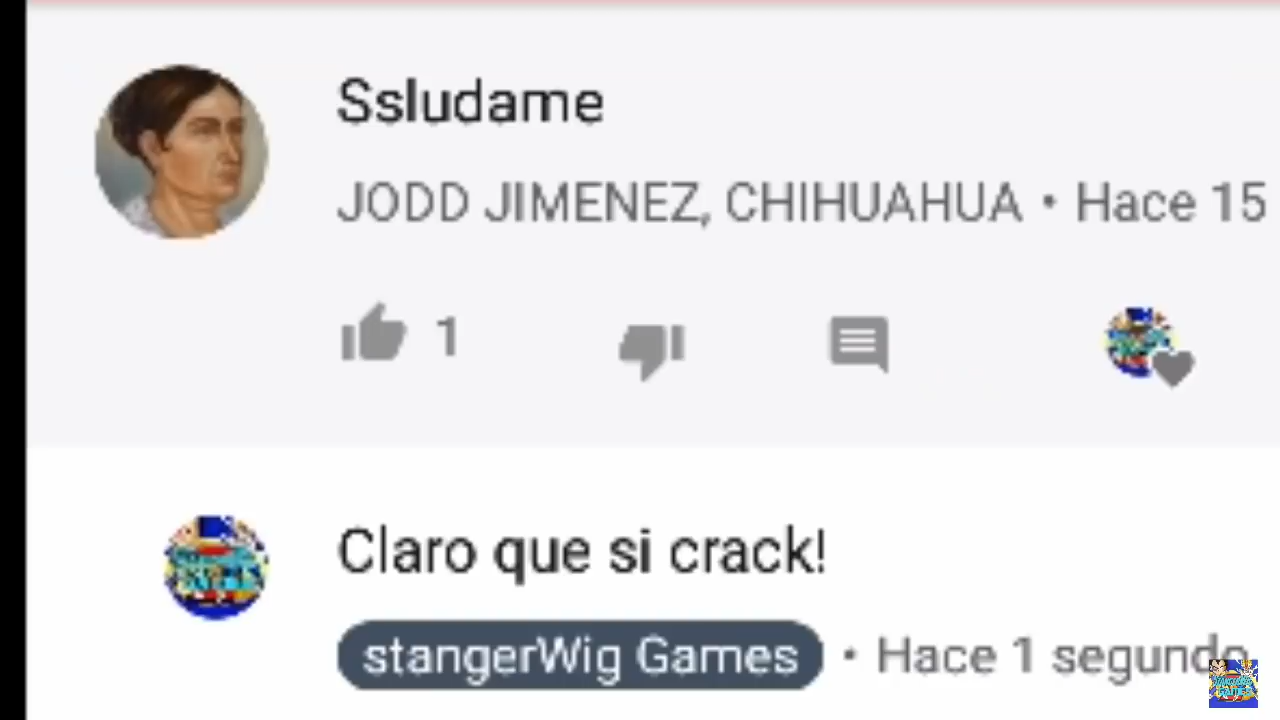 Ssludame
JODD JIMENEZ, CHIHUAHUA • Hace 15
1
Claro que si crack!
stangerWig Games • Hace 1 segundo